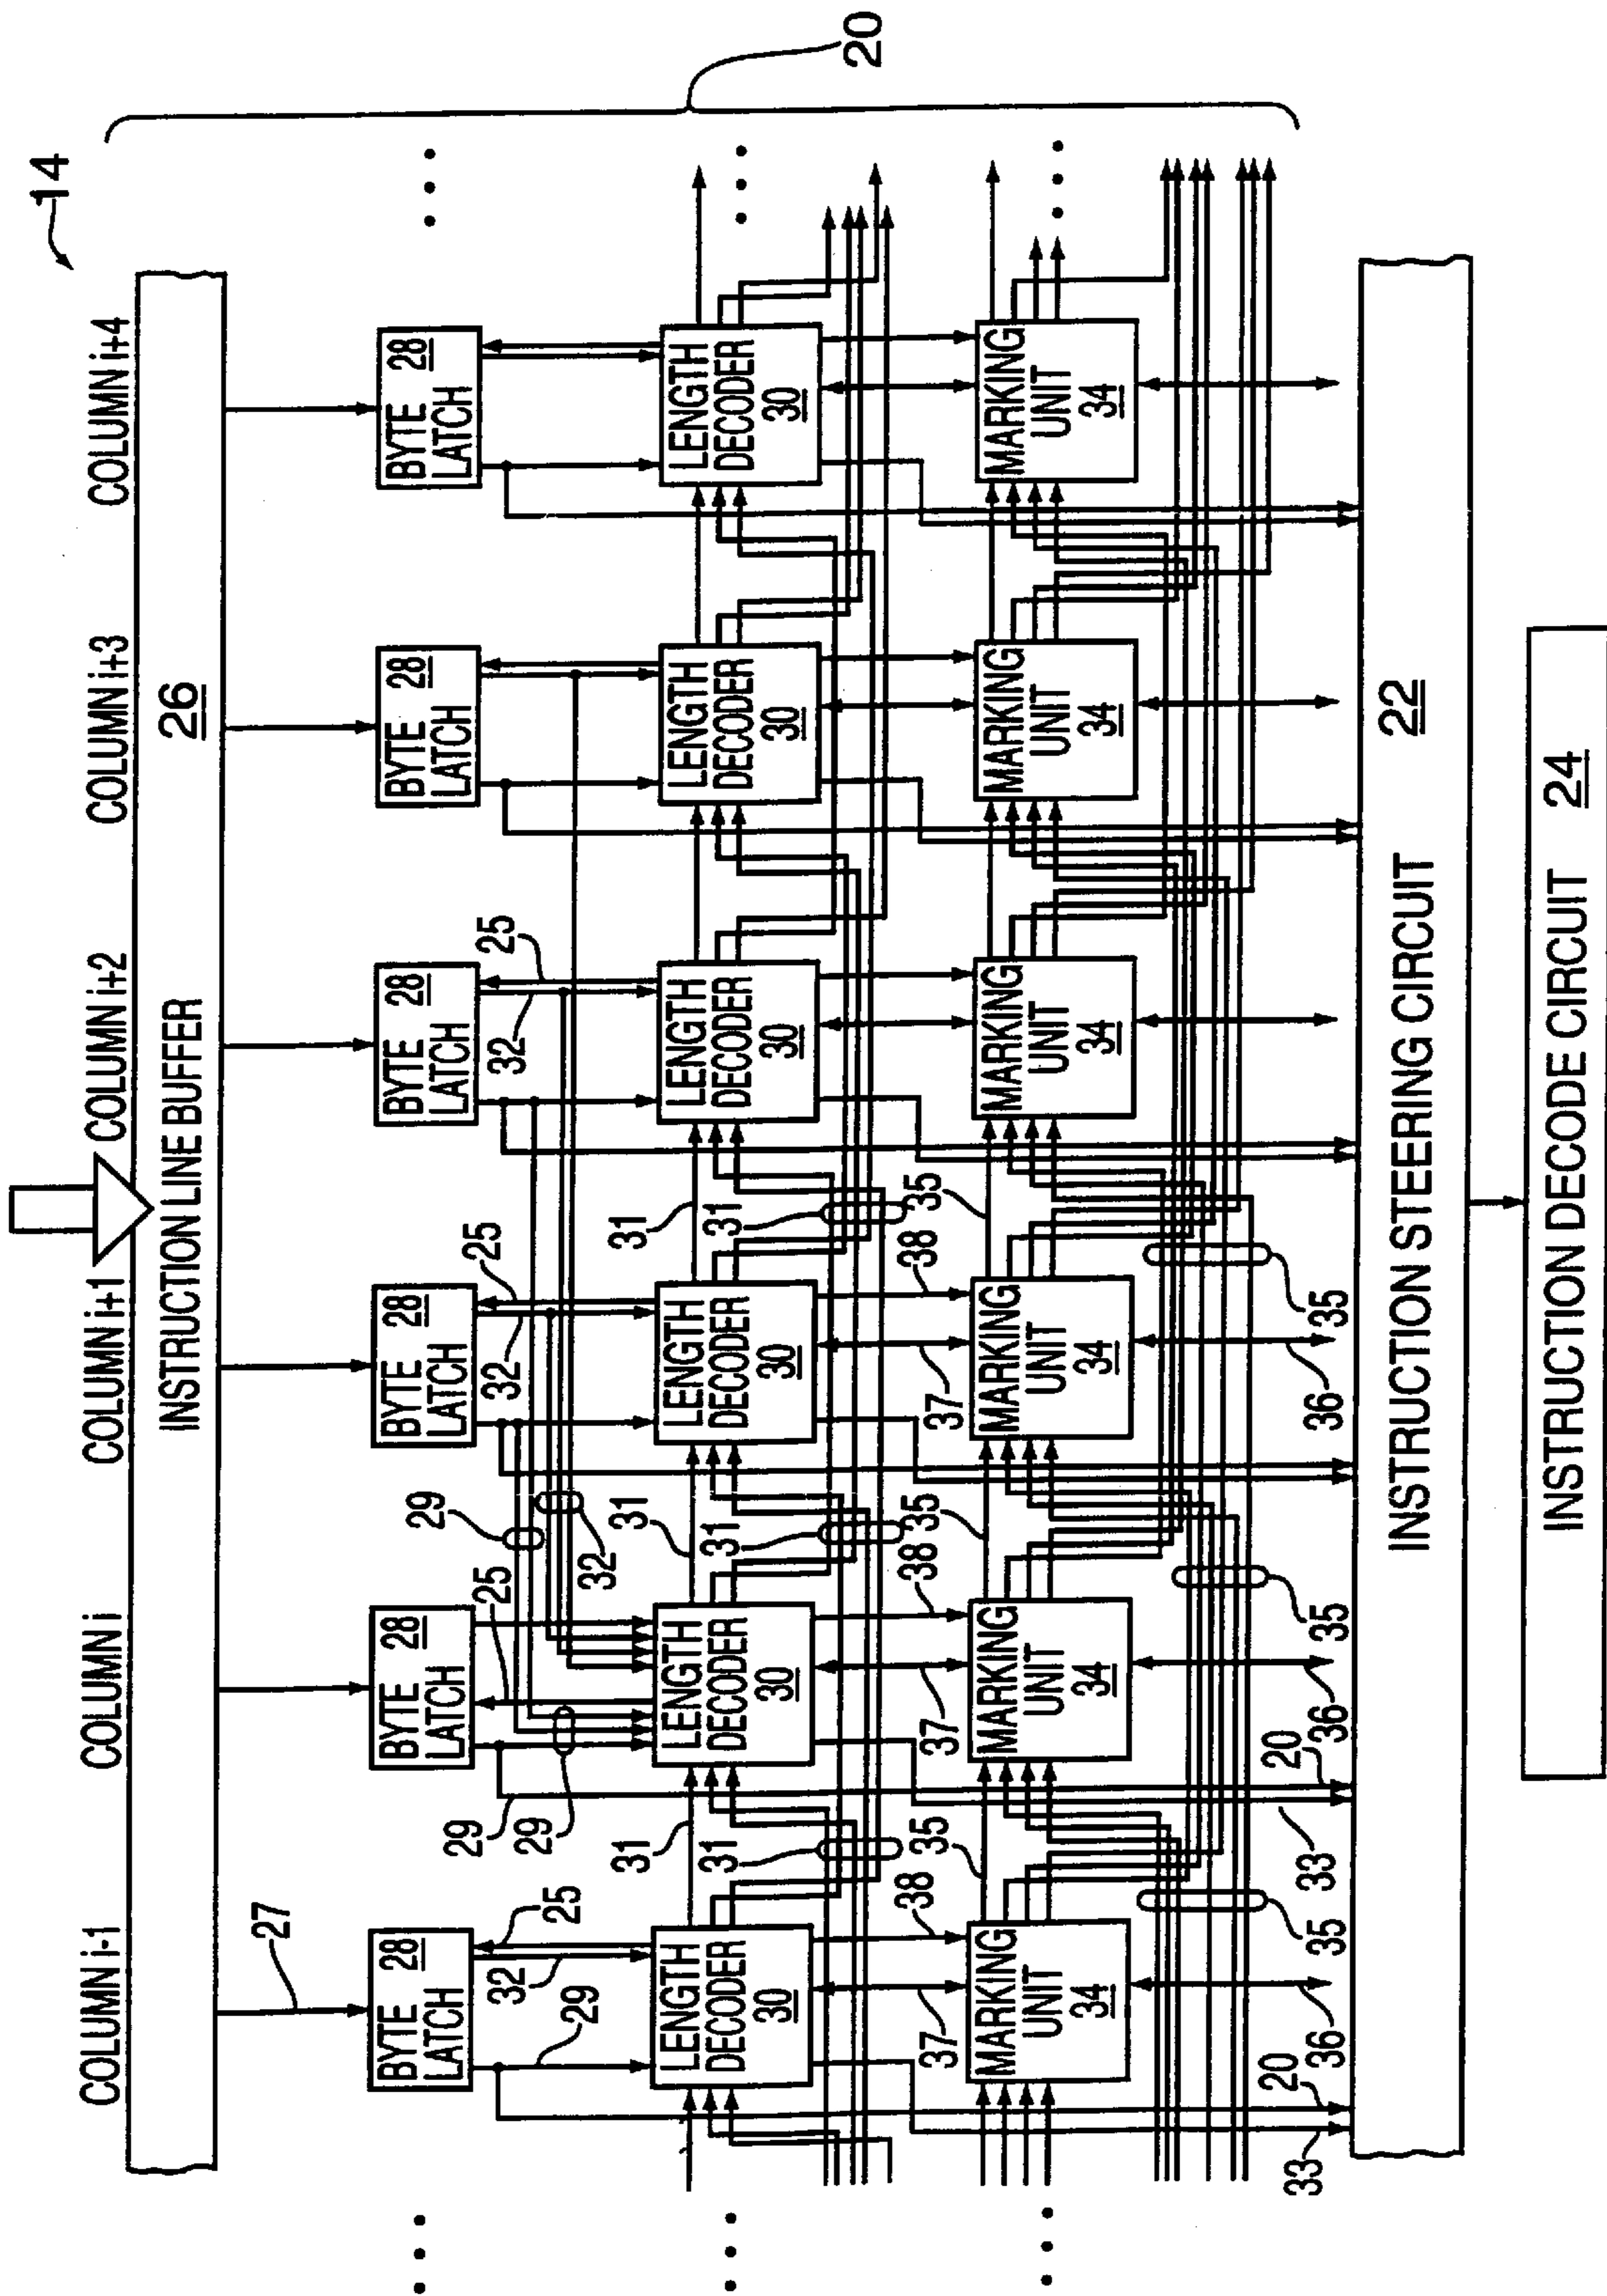 14
COLUMN i-1
COLUMN i
COLUMN i+1
COLUMN i+2
COLUMN i+3
COLUMN i+4
INSTRUCTION LINE BUFFER
26
27
BYTE
LATCH
28
BYTE
LATCH
28
BYTE
LATCH
28
BYTE
LATCH
28
BYTE
LATCH
28
BYTE
LATCH
28
25
32
29
25
29
29
29
32
25
32
25
32
20
LENGTH
DECODER
30
LENGTH
DECODER
30
LENGTH
DECODER
30
LENGTH
DECODER
30
LENGTH
DECODER
30
LENGTH
DECODER
30
31
31
31
31
31
31
37
38
35
37
38
35
37
38
35
MARKING
UNIT
34
MARKING
UNIT
34
MARKING
UNIT
34
MARKING
UNIT
34
MARKING
UNIT
34
MARKING
UNIT
34
33
20
36
35
33
20
36
35
36
35
INSTRUCTION STEERING CIRCUIT
22
INSTRUCTION DECODE CIRCUIT
24